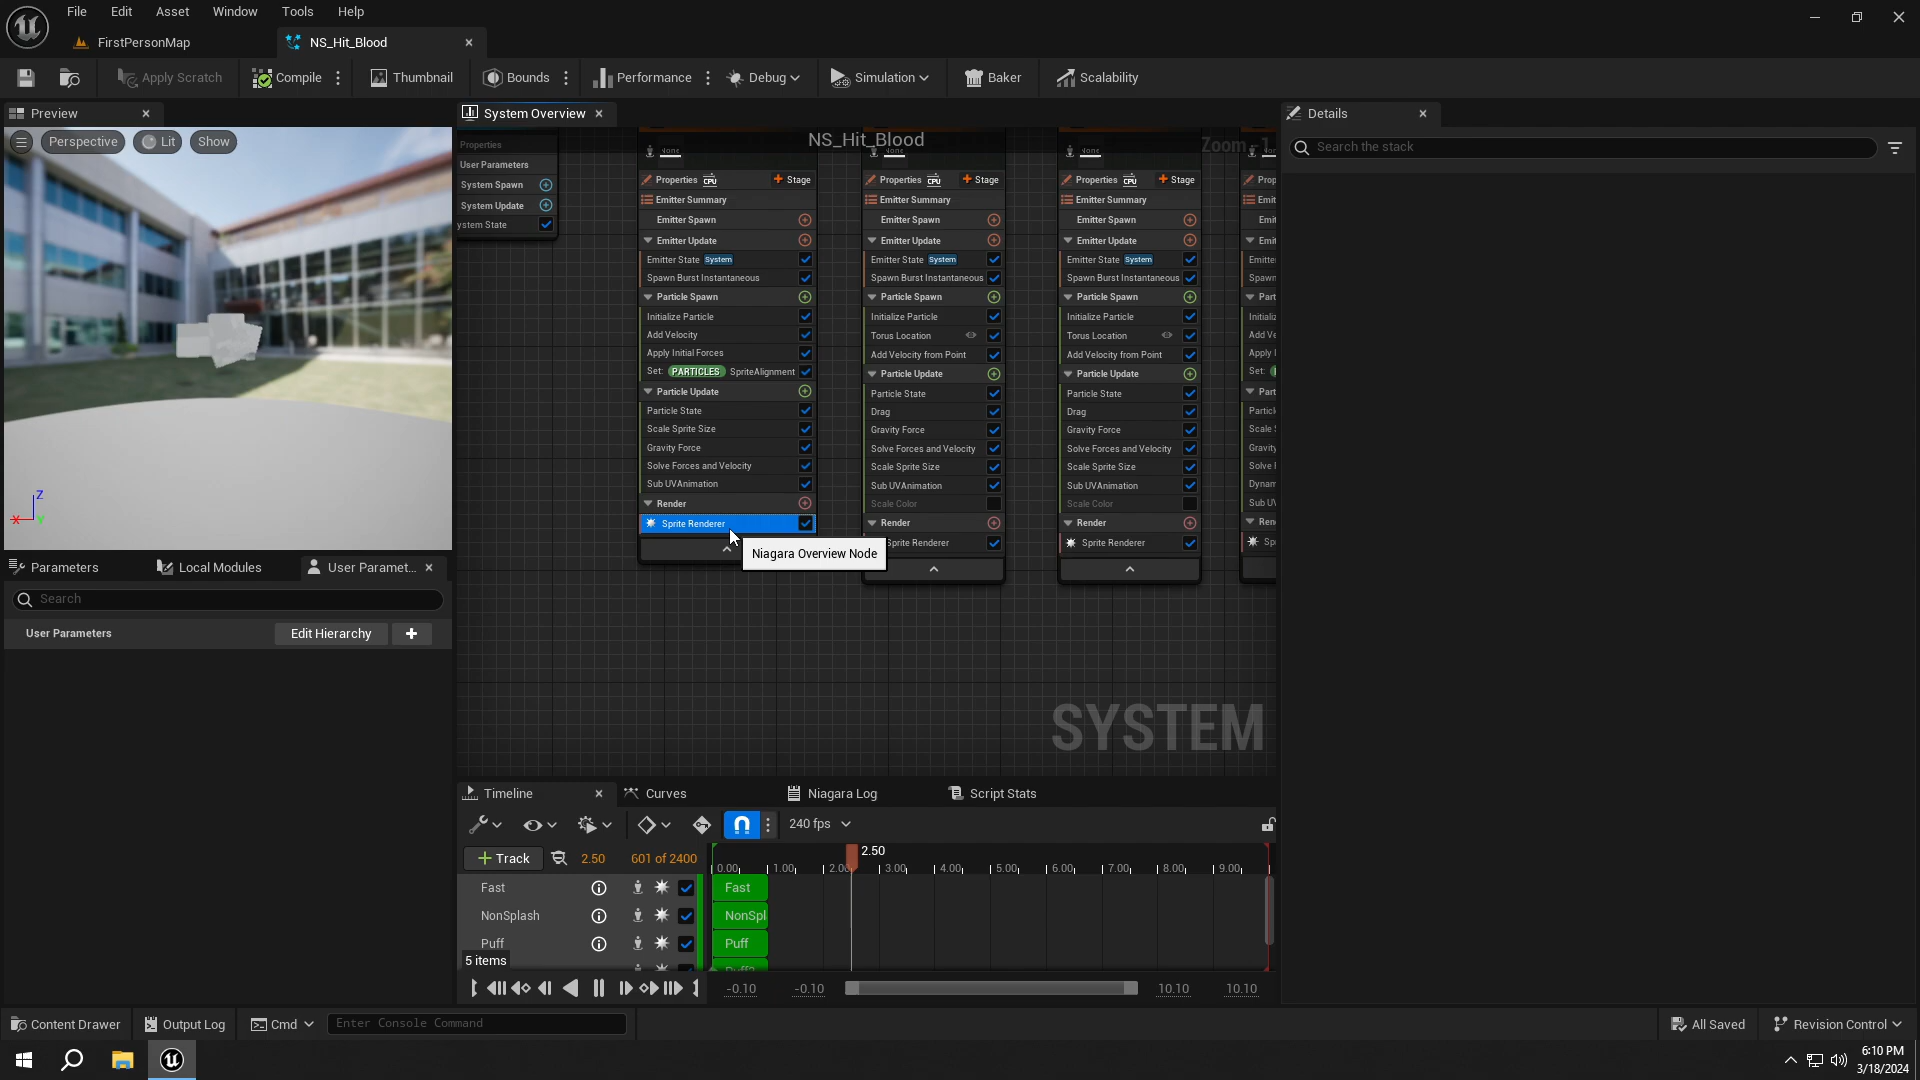 File Edit Asset Window Tools Help
FirstPersonMap NS_Hit_Blood
Apply Scratch Compile Thumbnail Bounds Performance Debug Simulation Baker Scalability
Preview System Overview Details
Perspective Lit Show
NS_Hit_Blood
Zoom -1
Search the stack
Properties
User Parameters
System Spawn
System Update
ystem State
None
Properties CPU + Stage
Emitter Summary
Emitter Spawn
Emitter Update
Emitter State System
Spawn Burst Instantaneous
Particle Spawn
Initialize Particle
Add Velocity
Apply Initial Forces
Set: PARTICLES SpriteAlignment
Particle Update
Particle State
Scale Sprite Size
Gravity Force
Solve Forces and Velocity
Sub UVAnimation
Render
Sprite Renderer
Niagara Overview Node
None
Properties CPU + Stage
Emitter Summary
Emitter Spawn
Emitter Update
Emitter State System
Spawn Burst Instantaneous
Particle Spawn
Initialize Particle
Torus Location
Add Velocity from Point
Particle Update
Particle State
Drag
Gravity Force
Solve Forces and Velocity
Scale Sprite Size
Sub UVAnimation
Scale Color
Render
Sprite Renderer
None
Properties CPU + Stage
Emitter Summary
Emitter Spawn
Emitter Update
Emitter State System
Spawn Burst Instantaneous
Particle Spawn
Initialize Particle
Torus Location
Add Velocity from Point
Particle Update
Particle State
Drag
Gravity Force
Solve Forces and Velocity
Scale Sprite Size
Sub UVAnimation
Scale Color
Render
Sprite Renderer
SYSTEM
Parameters Local Modules User Paramet...
Search
User Parameters Edit Hierarchy +
Timeline Curves Niagara Log Script Stats
240 fps
+ Track 2.50 601 of 2400
2.50
0.00 1.00 2.00 3.00 4.00 5.00 6.00 7.00 8.00 9.00
Fast Fast
NonSplash NonSpl
Puff Puff
5 items
-0.10 -0.10 10.10 10.10
Content Drawer Output Log Cmd Enter Console Command All Saved Revision Control
6:10 PM
3/18/2024